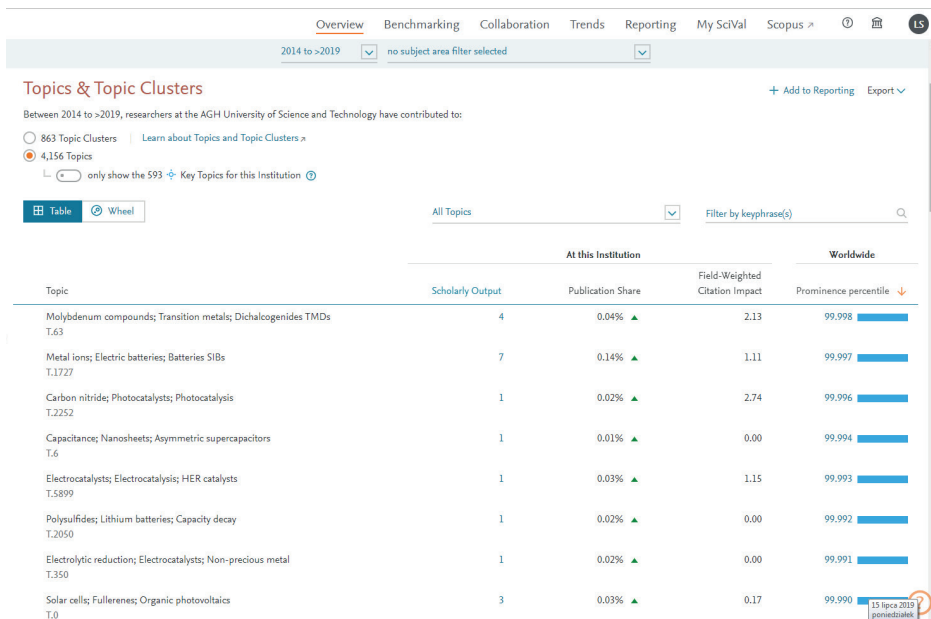 Overview Benchmarking Collaboration Trends Reporting My SciVal Scopus ↗ LS
2014 to >2019 no subject area filter selected
Topics & Topic Clusters
+ Add to Reporting Export
Between 2014 to >2019, researchers at the AGH University of Science and Technology have contributed to:
863 Topic Clusters Learn about Topics and Topic Clusters ↗
4,156 Topics
only show the 593 Key Topics for this Institution ?
Table Wheel All Topics Filter by keyphrase(s)
At this Institution Worldwide
Topic Scholarly Output Publication Share Field-Weighted Citation Impact Prominence percentile ↓
Molybdenum compounds; Transition metals; Dichalcogenides TMDs 4 0.04% ▲ 2.13 99.998
T.63
Metal ions; Electric batteries; Batteries SIBs 7 0.14% ▲ 1.11 99.997
T.1727
Carbon nitride; Photocatalysts; Photocatalysis 1 0.02% ▲ 2.74 99.996
T.2252
Capacitance; Nanosheets; Asymmetric supercapacitors 1 0.01% ▲ 0.00 99.994
T.6
Electrocatalysts; Electrocatalysis; HER catalysts 1 0.03% ▲ 1.15 99.993
T.5899
Polysulfides; Lithium batteries; Capacity decay 1 0.02% ▲ 0.00 99.992
T.2050
Electrolytic reduction; Electrocatalysts; Non-precious metal 1 0.02% ▲ 0.00 99.991
T.350
Solar cells; Fullerenes; Organic photovoltaics 3 0.03% ▲ 0.17 99.990
T.0
15 lipca 2019
poniedziałek